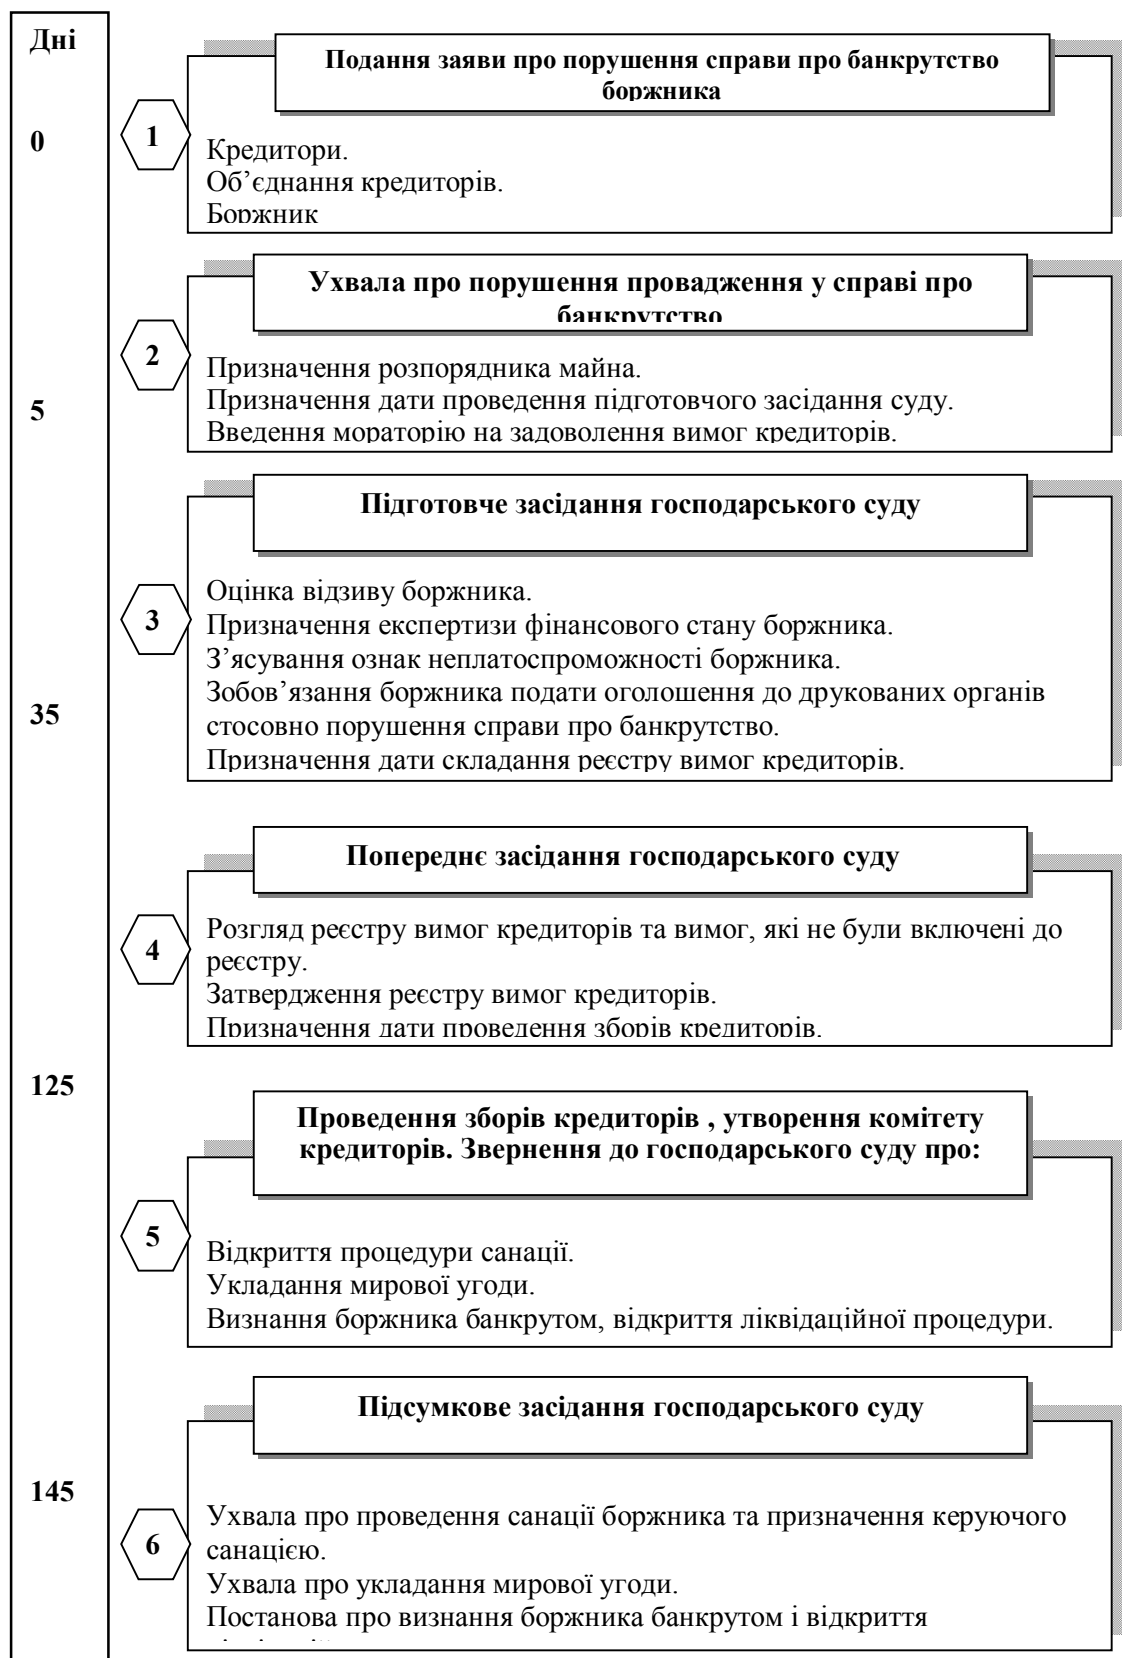 Дні
Подання заяви про порушення справи про банкрутство
боржника
0
1
Кредитори.
Об’єднання кредиторів.
Боржник
Ухвала про порушення провадження у справі про
банкрутство
2
Призначення розпорядника майна.
5
Призначення дати проведення підготовчого засідання суду.
Введення мораторію на задоволення вимог кредиторів.
Підготовче засідання господарського суду
3
Оцінка відзиву боржника.
Призначення експертизи фінансового стану боржника.
З’ясування ознак неплатоспроможності боржника.
Зобов’язання боржника подати оголошення до друкованих органів
35
стосовно порушення справи про банкрутство.
Призначення дати складання реєстру вимог кредиторів.
Попереднє засідання господарського суду
4
Розгляд реєстру вимог кредиторів та вимог, які не були включені до
реєстру.
Затвердження реєстру вимог кредиторів.
Призначення дати проведення зборів кредиторів.
125
Проведення зборів кредиторів , утворення комітету
кредиторів. Звернення до господарського суду про:
5
Відкриття процедури санації.
Укладання мирової угоди.
Визнання боржника банкрутом, відкриття ліквідаційної процедури.
Підсумкове засідання господарського суду
145
6
Ухвала про проведення санації боржника та призначення керуючого
санацією.
Ухвала про укладання мирової угоди.
Постанова про визнання боржника банкрутом і відкриття